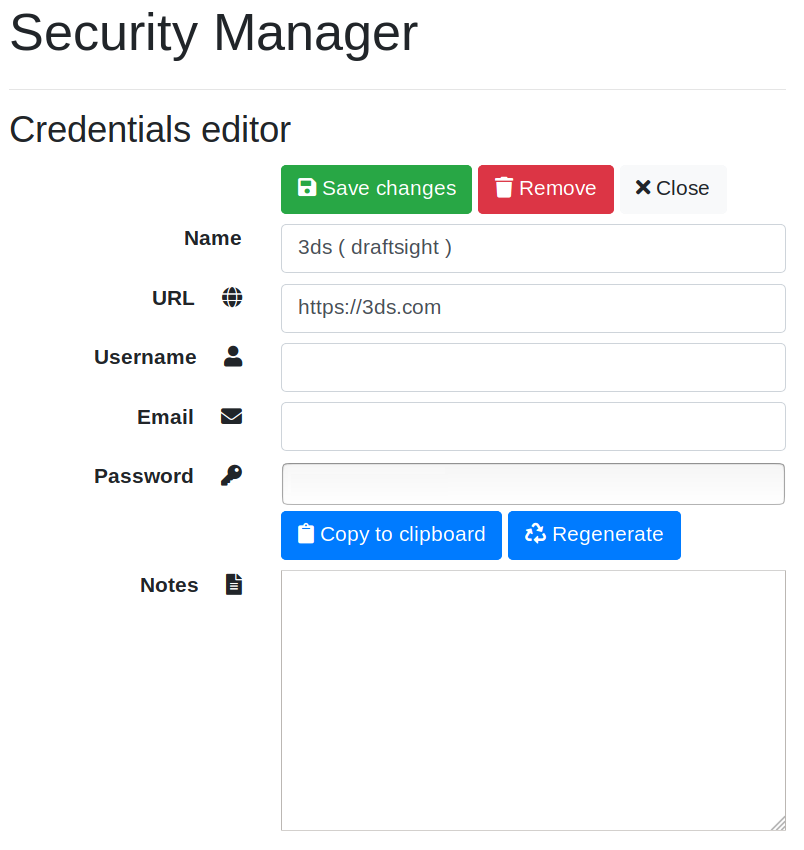 Security Manager
Credentials editor
Save changes Remove Close
Name 3ds ( draftsight )
URL https://3ds.com
Username
Email
Password
Copy to clipboard Regenerate
Notes